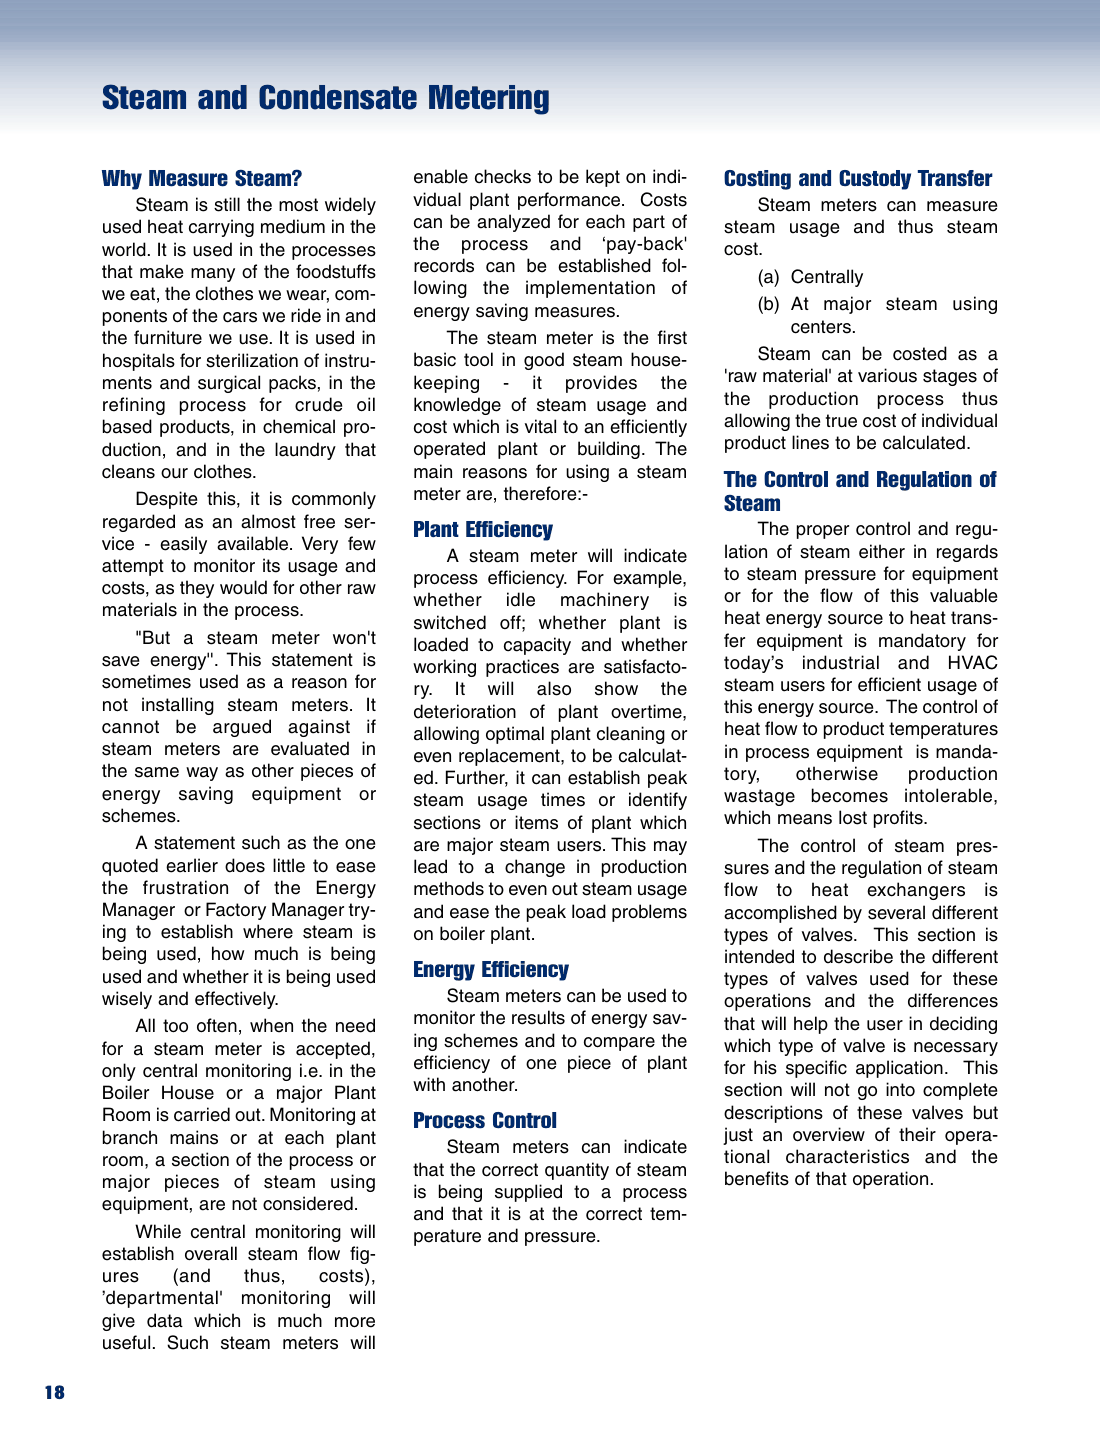 Steam and Condensate Metering
Why Measure Steam?
Steam is still the most widely
used heat carrying medium in the
world. It is used in the processes
that make many of the foodstuffs
we eat, the clothes we wear, com-
ponents of the cars we ride in and
the furniture we use. It is used in
hospitals for sterilization of instru-
ments and surgical packs, in the
refining process for crude oil
based products, in chemical pro-
duction, and in the laundry that
cleans our clothes.
Despite this, it is commonly
regarded as an almost free ser-
vice - easily available. Very few
attempt to monitor its usage and
costs, as they would for other raw
materials in the process.
"But a steam meter won't
save energy". This statement is
sometimes used as a reason for
not installing steam meters. It
cannot be argued against if
steam meters are evaluated in
the same way as other pieces of
energy saving equipment or
schemes.
A statement such as the one
quoted earlier does little to ease
the frustration of the Energy
Manager or Factory Manager try-
ing to establish where steam is
being used, how much is being
used and whether it is being used
wisely and effectively.
All too often, when the need
for a steam meter is accepted,
only central monitoring i.e. in the
Boiler House or a major Plant
Room is carried out. Monitoring at
branch mains or at each plant
room, a section of the process or
major pieces of steam using
equipment, are not considered.
While central monitoring will
establish overall steam flow fig-
ures (and thus, costs),
’departmental' monitoring will
give data which is much more
useful. Such steam meters will
enable checks to be kept on indi-
vidual plant performance. Costs
can be analyzed for each part of
the process and ‘pay-back'
records can be established fol-
lowing the implementation of
energy saving measures.
The steam meter is the first
basic tool in good steam house-
keeping - it provides the
knowledge of steam usage and
cost which is vital to an efficiently
operated plant or building. The
main reasons for using a steam
meter are, therefore:-
Plant Efficiency
A steam meter will indicate
process efficiency. For example,
whether idle machinery is
switched off; whether plant is
loaded to capacity and whether
working practices are satisfacto-
ry. It will also show the
deterioration of plant overtime,
allowing optimal plant cleaning or
even replacement, to be calculat-
ed. Further, it can establish peak
steam usage times or identify
sections or items of plant which
are major steam users. This may
lead to a change in production
methods to even out steam usage
and ease the peak load problems
on boiler plant.
Energy Efficiency
Steam meters can be used to
monitor the results of energy sav-
ing schemes and to compare the
efficiency of one piece of plant
with another.
Process Control
Steam meters can indicate
that the correct quantity of steam
is being supplied to a process
and that it is at the correct tem-
perature and pressure.
Costing and Custody Transfer
Steam meters can measure
steam usage and thus steam
cost.
(a) Centrally
(b) At major steam using
centers.
Steam can be costed as a
'raw material' at various stages of
the production process thus
allowing the true cost of individual
product lines to be calculated.
The Control and Regulation of
Steam
The proper control and regu-
lation of steam either in regards
to steam pressure for equipment
or for the flow of this valuable
heat energy source to heat trans-
fer equipment is mandatory for
today’s industrial and HVAC
steam users for efficient usage of
this energy source. The control of
heat flow to product temperatures
in process equipment is manda-
tory, otherwise production
wastage becomes intolerable,
which means lost profits.
The control of steam pres-
sures and the regulation of steam
flow to heat exchangers is
accomplished by several different
types of valves. This section is
intended to describe the different
types of valves used for these
operations and the differences
that will help the user in deciding
which type of valve is necessary
for his specific application. This
section will not go into complete
descriptions of these valves but
just an overview of their opera-
tional characteristics and the
benefits of that operation.
18